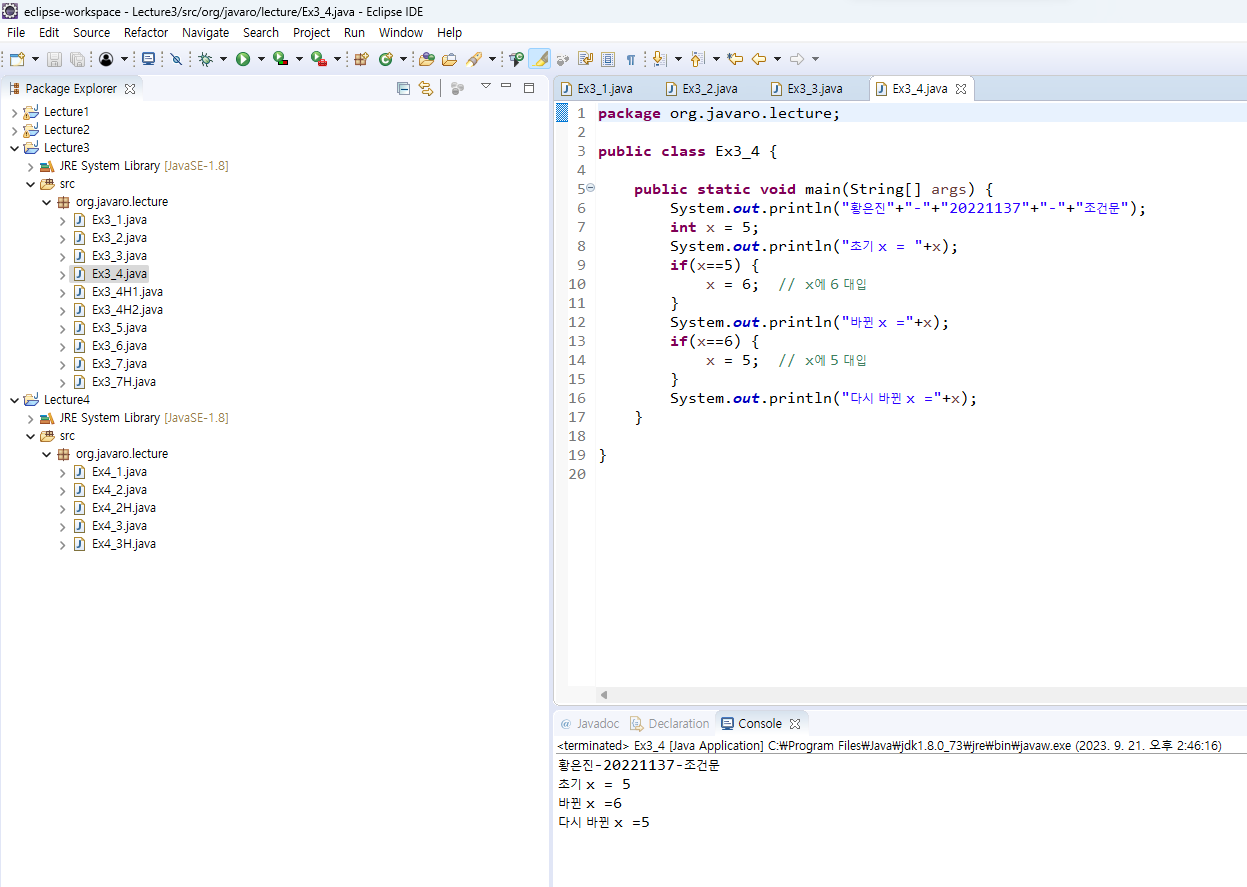 eclipse-workspace - Lecture3/src/org/javaro/lecture/Ex3_4.java - Eclipse IDE
File Edit Source Refactor Navigate Search Project Run Window Help
Package Explorer
Lecture1
Lecture2
Lecture3
JRE System Library [JavaSE-1.8]
src
org.javaro.lecture
Ex3_1.java
Ex3_2.java
Ex3_3.java
Ex3_4.java
Ex3_4H1.java
Ex3_4H2.java
Ex3_5.java
Ex3_6.java
Ex3_7.java
Ex3_7H.java
Lecture4
JRE System Library [JavaSE-1.8]
src
org.javaro.lecture
Ex4_1.java
Ex4_2.java
Ex4_2H.java
Ex4_3.java
Ex4_3H.java
Ex3_1.java Ex3_2.java Ex3_3.java Ex3_4.java
1 package org.javaro.lecture;
2
3 public class Ex3_4 {
4
5 public static void main(String[] args) {
6 System.out.println("황은진"+"-"+"20221137"+"-"+"조건문");
7 int x = 5;
8 System.out.println("초기 x = "+x);
9 if(x==5) {
10 x = 6; // x에 6 대입
11 }
12 System.out.println("바뀐 x ="+x);
13 if(x==6) {
14 x = 5; // x에 5 대입
15 }
16 System.out.println("다시 바뀐 x ="+x);
17 }
18
19 }
20
@ Javadoc Declaration Console
<terminated> Ex3_4 [Java Application] C:₩Program Files₩Java₩jdk1.8.0_73₩jre₩bin₩javaw.exe (2023. 9. 21. 오후 2:46:16)
황은진-20221137-조건문
초기 x = 5
바뀐 x =6
다시 바뀐 x =5